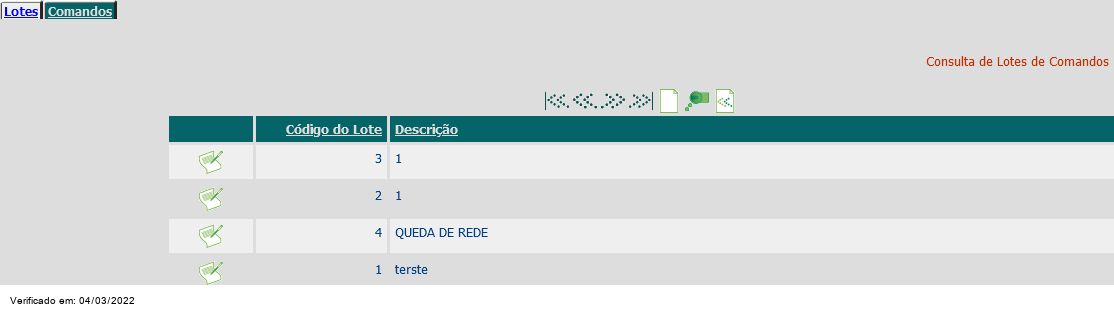 Lotes Comandos
Consulta de Lotes de Comandos
Código do Lote Descrição
3 1
2 1
4 QUEDA DE REDE
1 terste
Verificado em: 04/03/2022